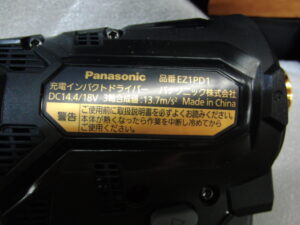 Panasonic 品番 EZ1PD1
充電インパクトドライバー パナソニック株式会社
DC14.4/18V 3軸合成値:13.7m/s² Made in China
警告
ご使用前に取扱説明書を必ずよくお読みください。
本体が熱くなったら作業を中断し冷めてから
ご使用ください。